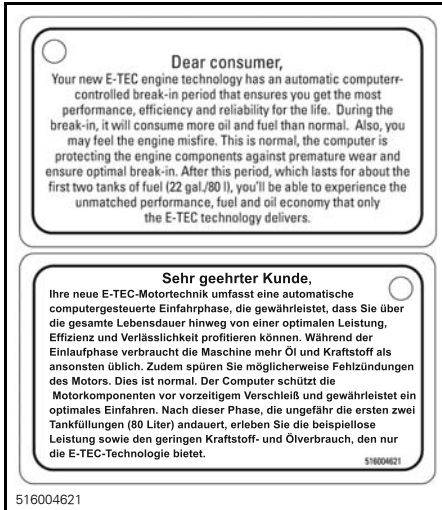 Dear consumer,
Your new E-TEC engine technology has an automatic computerr-
controlled break-in period that ensures you get the most
performance, efficiency and reliability for the life. During the
break-in, it will consume more oil and fuel than normal. Also, you
may feel the engine misfire. This is normal, the computer is
protecting the engine components against premature wear and
ensure optimal break-in. After this period, which lasts for about the
first two tanks of fuel (22 gal./80 l), you'll be able to experience the
unmatched performance, fuel and oil economy that only
the E-TEC technology delivers.
Sehr geehrter Kunde,
Ihre neue E-TEC-Motortechnik umfasst eine automatische
computergesteuerte Einfahrphase, die gewährleistet, dass Sie über
die gesamte Lebensdauer hinweg von einer optimalen Leistung,
Effizienz und Verlässlichkeit profitieren können. Während der
Einlaufphase verbraucht die Maschine mehr Öl und Kraftstoff als
ansonsten üblich. Zudem spüren Sie möglicherweise Fehlzündungen
des Motors. Dies ist normal. Der Computer schützt die
Motorkomponenten vor vorzeitigem Verschleiß und gewährleistet ein
optimales Einfahren. Nach dieser Phase, die ungefähr die ersten zwei
Tankfüllungen (80 Liter) andauert, erleben Sie die beispiellose
Leistung sowie den geringen Kraftstoff- und Ölverbrauch, den nur
die E-TEC-Technologie bietet.
516004621
516004621